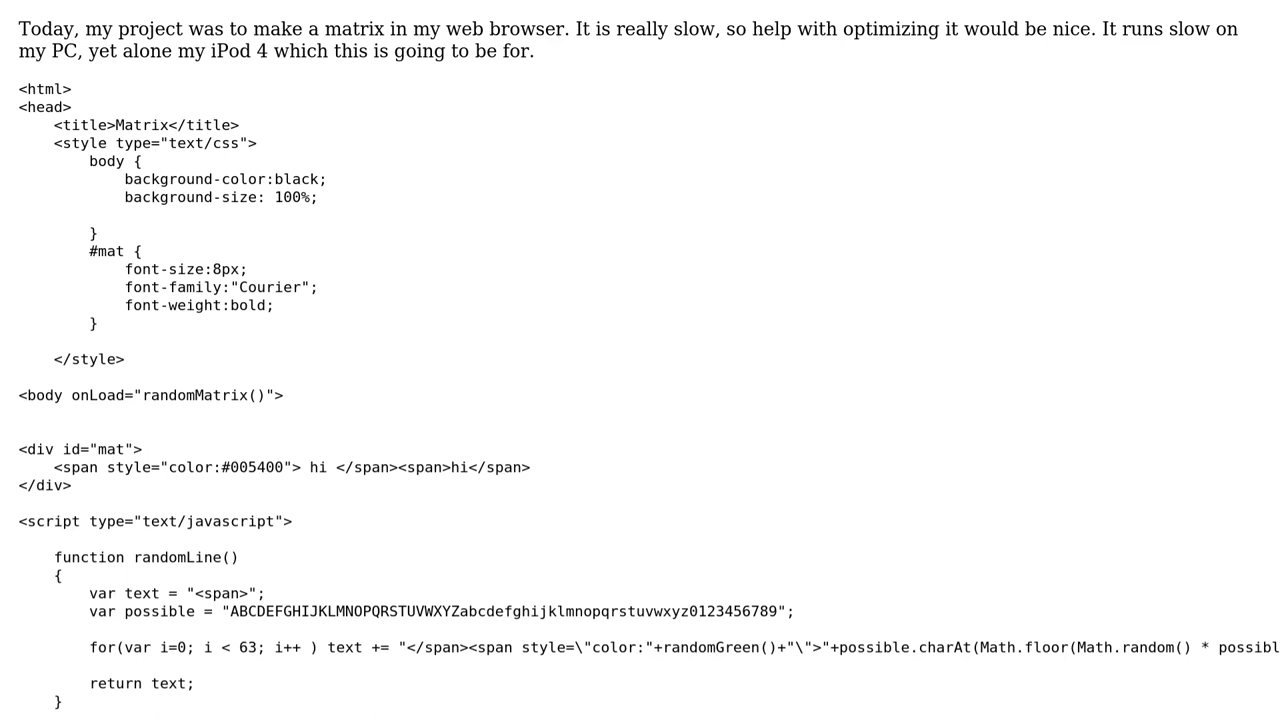 Today, my project was to make a matrix in my web browser. It is really slow, so help with optimizing it would be nice. It runs slow on
my PC, yet alone my iPod 4 which this is going to be for.
<html>
<head>
    <title>Matrix</title>
    <style type="text/css">
        body {
            background-color:black;
            background-size: 100%;
        }
        #mat {
            font-size:8px;
            font-family:"Courier";
            font-weight:bold;
        }
    </style>
<body onLoad="randomMatrix()">
<div id="mat">
    <span style="color:#005400"> hi </span><span>hi</span>
</div>
<script type="text/javascript">
    function randomLine()
    {
        var text = "<span>";
        var possible = "ABCDEFGHIJKLMNOPQRSTUVWXYZabcdefghijklmnopqrstuvwxyz0123456789";
        for(var i=0; i < 63; i++ ) text += "</span><span style=\"color:"+randomGreen()+"\">"+possible.charAt(Math.floor(Math.random() * possibl
        return text;
    }